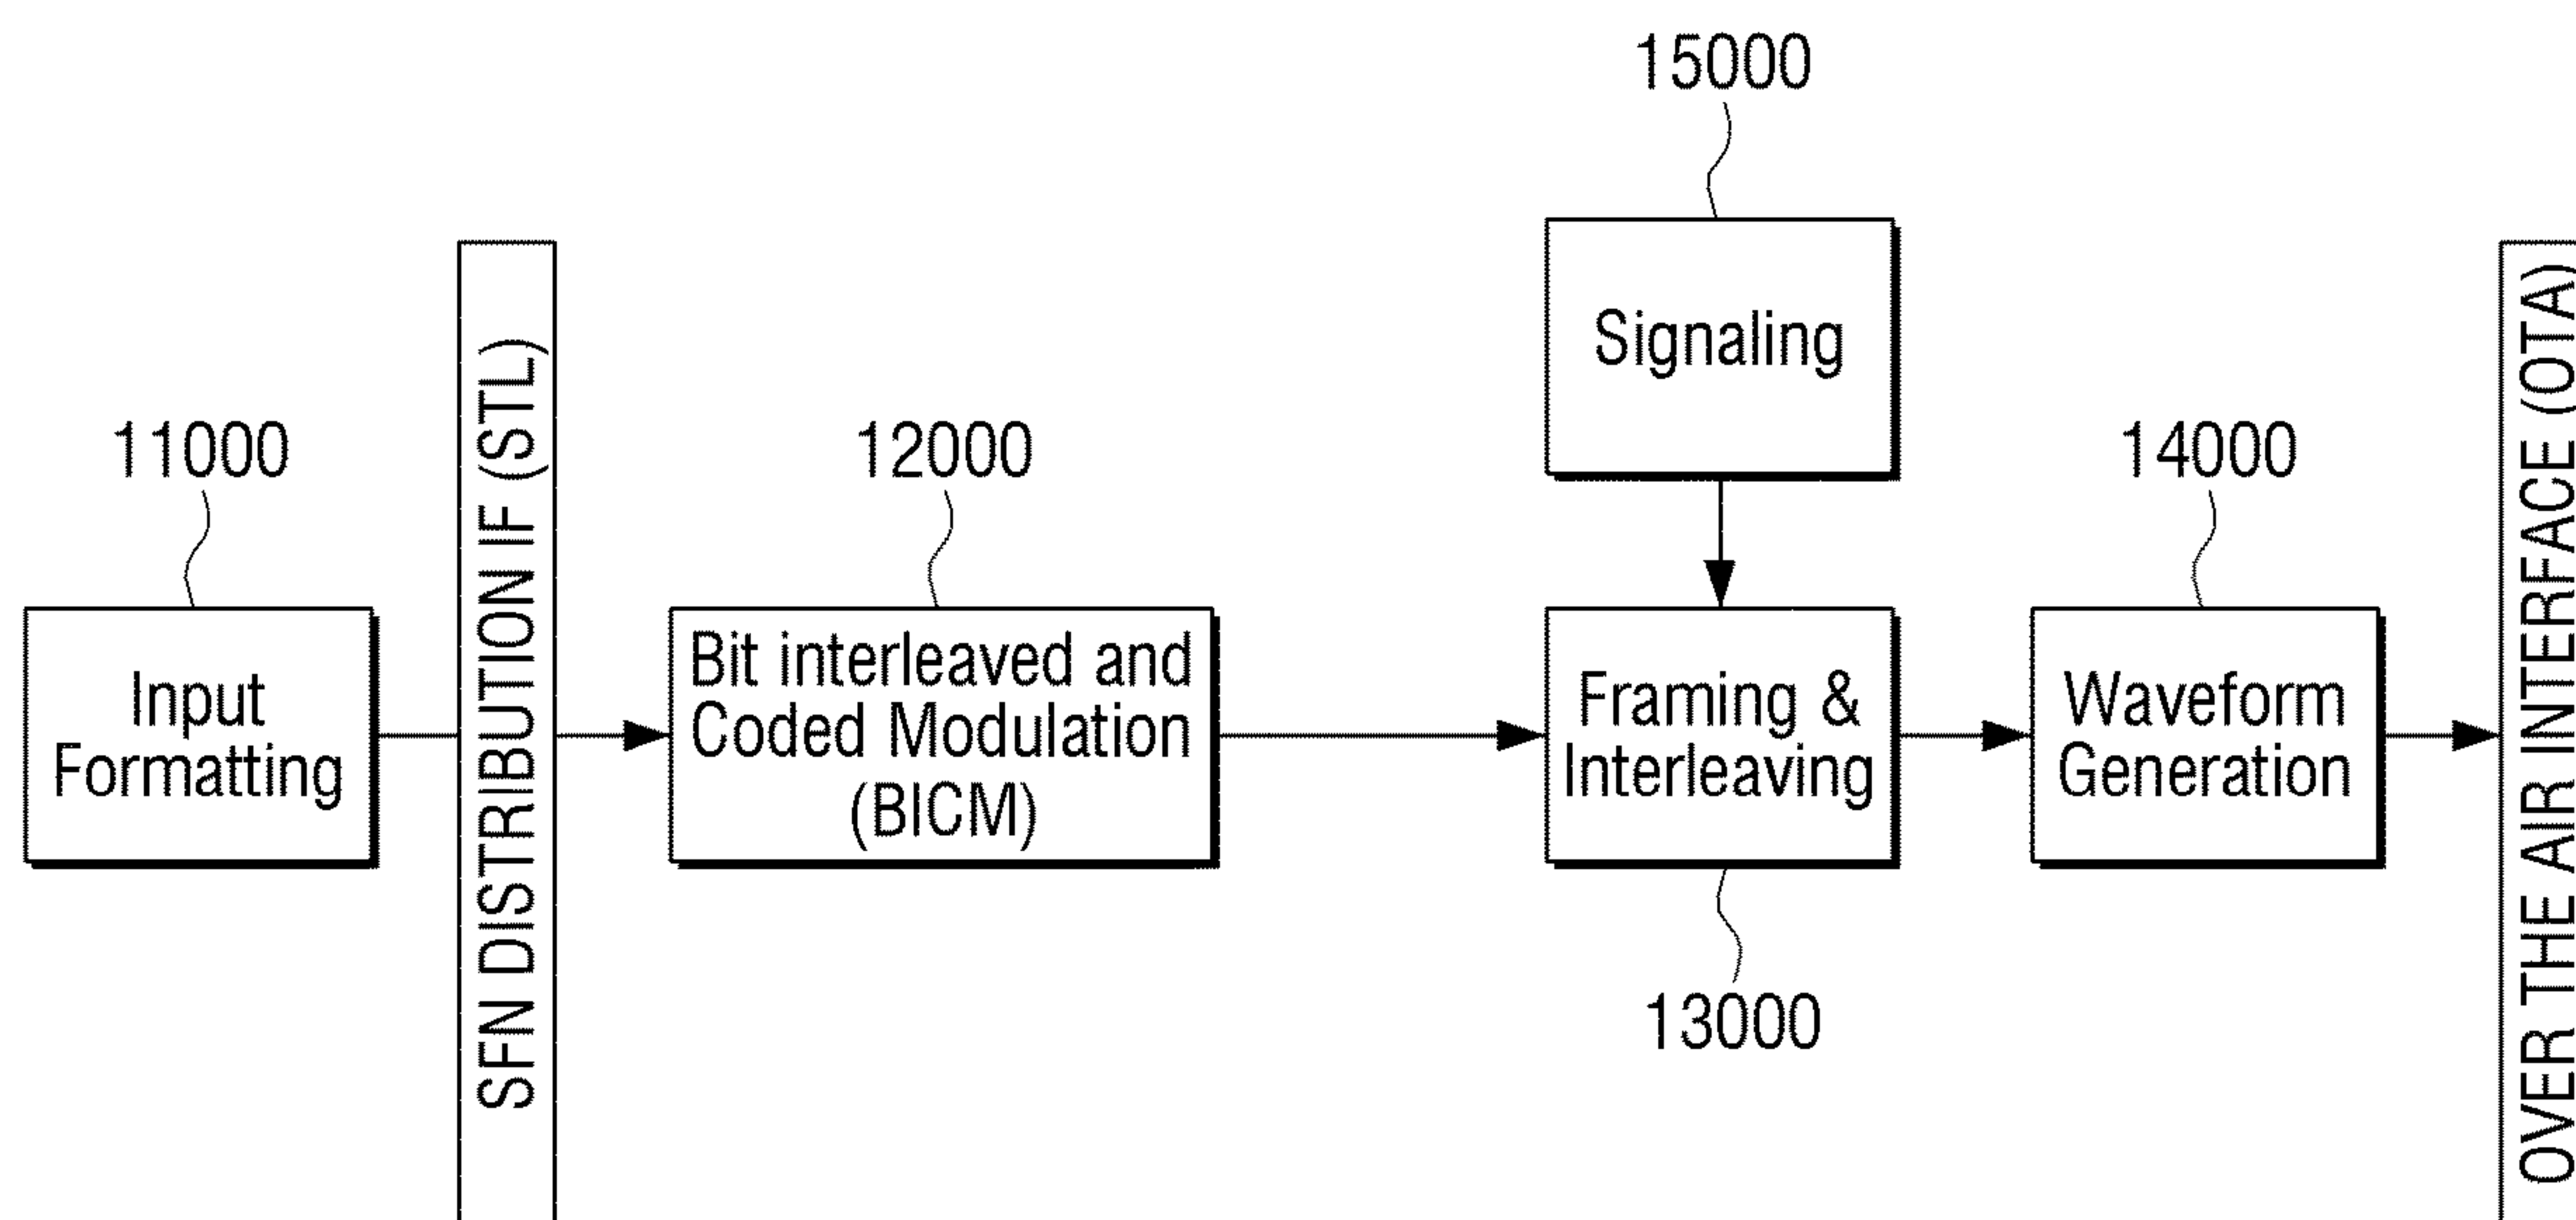 15000
Signaling
11000
SFN DISTRIBUTION IF (STL)
12000
14000
OVER THE AIR INTERFACE (OTA)
Input
Formatting
Bit interleaved and
Coded Modulation
(BICM)
Framing &
Interleaving
Waveform
Generation
13000